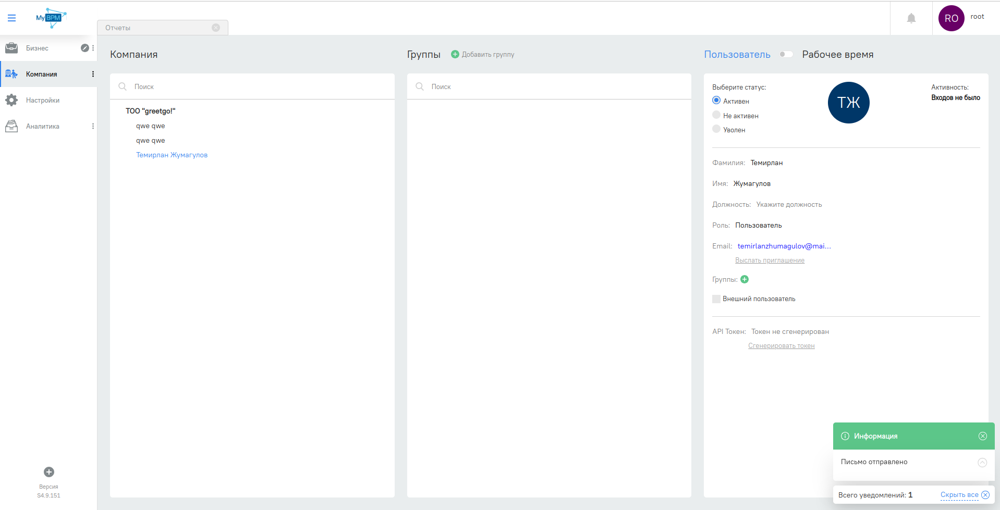 My BPM
Отчеты
RO
root
Бизнес
Компания
Настройки
Аналитика
Версия
S4.9.151
Компания
Поиск
ТОО "greetgo!"
qwe qwe
qwe qwe
Темирлан Жумагулов
Группы
Добавить группу
Поиск
Пользователь
Рабочее время
Выберите статус:
Активен
Не активен
Уволен
ТЖ
Активность:
Входов не было
Фамилия: Темирлан
Имя: Жумагулов
Должность: Укажите должность
Роль: Пользователь
Email: temirlanzhumagulov@mai...
Выслать приглашение
Группы:
Внешний пользователь
API Токен: Токен не сгенерирован
Сгенерировать токен
Информация
Письмо отправлено
Всего уведомлений: 1
Скрыть все